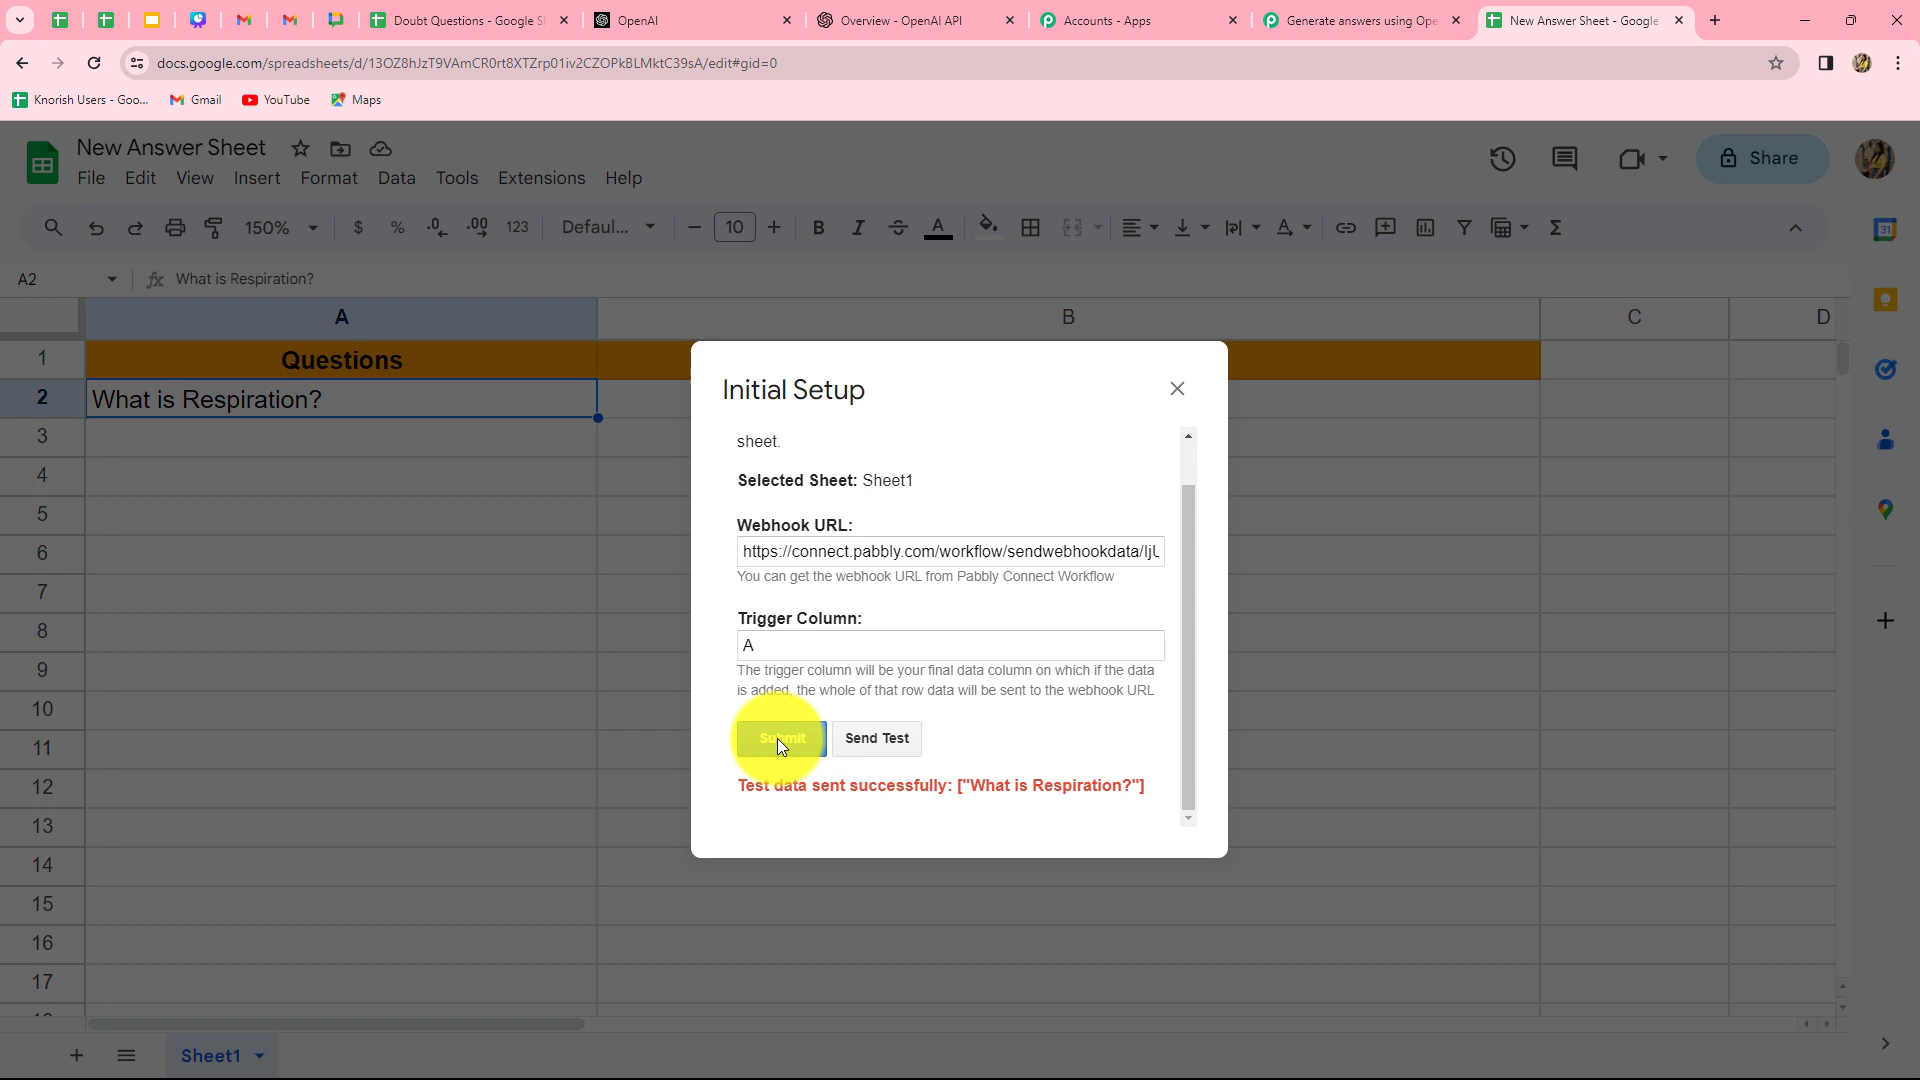 Doubt Questions - Google S
OpenAI
Overview - OpenAI API
Accounts - Apps
Generate answers using Ope
New Answer Sheet - Google
docs.google.com/spreadsheets/d/13OZ8hJzT9VAmCR0rt8XTZrp01iv2CZOPkBLMktC39sA/edit#gid=0
Knorish Users - Goo...
Gmail
YouTube
Maps
New Answer Sheet
File Edit View Insert Format Data Tools Extensions Help
Share
150% $ % .0 .00 123 Defaul... 10 B I A
31
A2
What is Respiration?
A B C D
1 Questions
2 What is Respiration?
3
4
5
6
7
8
9
10
11
12
13
14
15
16
17
Initial Setup
sheet.
Selected Sheet: Sheet1
Webhook URL:
https://connect.pabbly.com/workflow/sendwebhookdata/IjU
You can get the webhook URL from Pabbly Connect Workflow
Trigger Column:
A
The trigger column will be your final data column on which if the data
is added, the whole of that row data will be sent to the webhook URL
Submit Send Test
Test data sent successfully: ["What is Respiration?"]
Sheet1